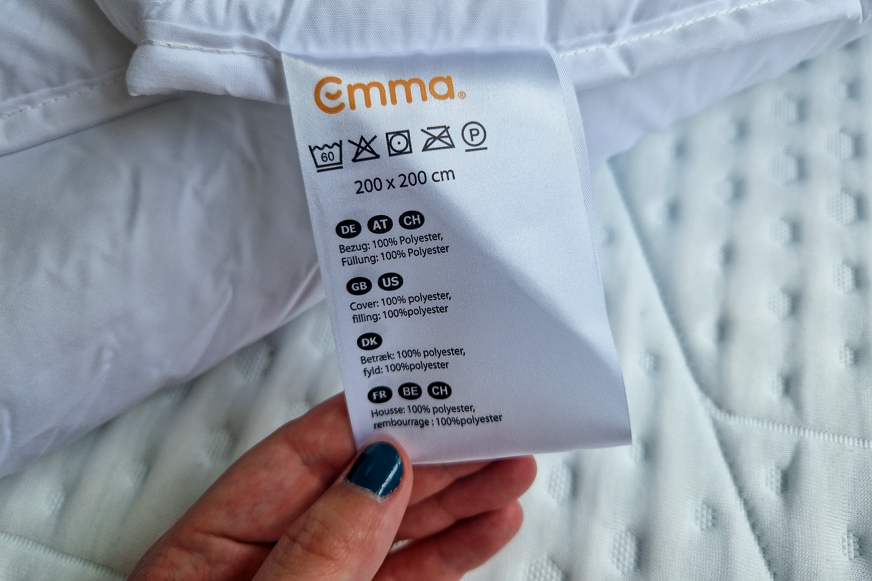 emma®
60 P
200 x 200 cm
DE AT CH
Bezug: 100% Polyester,
Füllung: 100% Polyester
GB US
Cover: 100% polyester,
filling: 100%polyester
DK
Betræk: 100% polyester,
fyld: 100%polyester
FR BE CH
Housse: 100% polyester,
rembourrage : 100%polyester